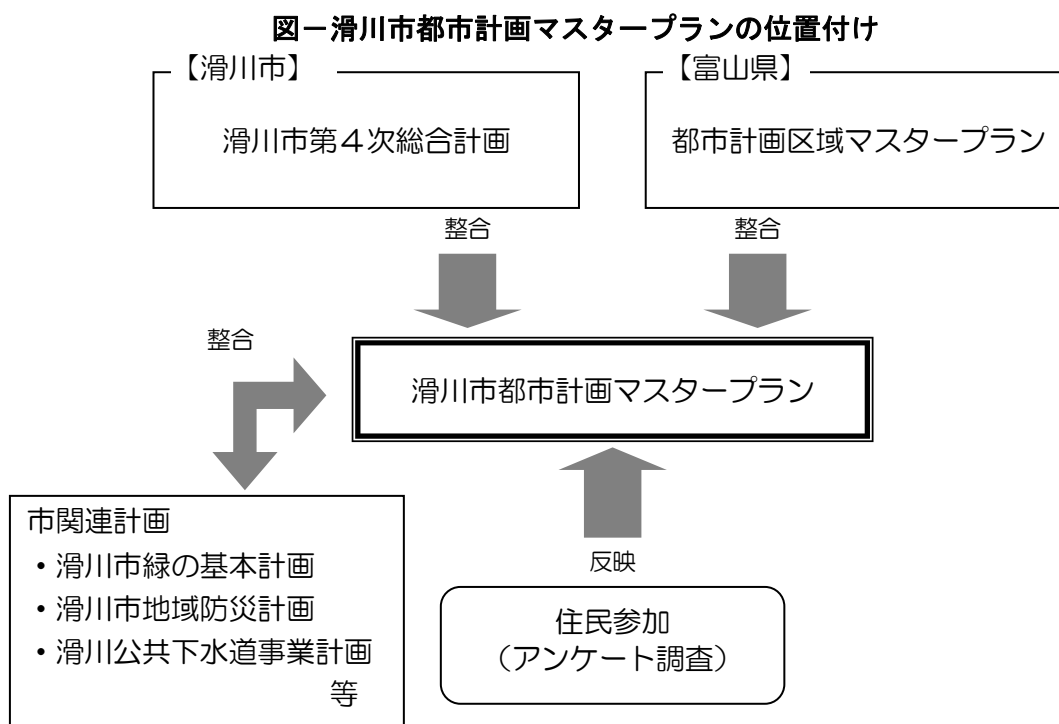 図－滑川市都市計画マスタープランの位置付け
【滑川市】
滑川市第４次総合計画
【富山県】
都市計画区域マスタープラン
整合
整合
整合
滑川市都市計画マスタープラン
市関連計画
・滑川市緑の基本計画
・滑川市地域防災計画
・滑川公共下水道事業計画
等
反映
住民参加
（アンケート調査）